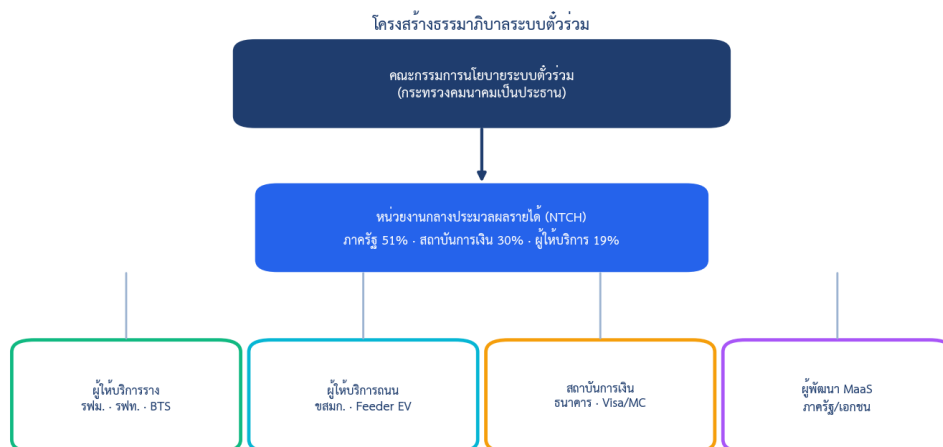 โครงสร้างธรรมาภิบาลระบบตั๋วร่วม
คณะกรรมการนโยบายระบบตั๋วร่วม
(กระทรวงคมนาคมเป็นประธาน)
หน่วยงานกลางประมวลผลรายได้ (NTCH)
ภาครัฐ 51% · สถาบันการเงิน 30% · ผู้ให้บริการ 19%
ผู้ให้บริการราง
รฟม. · รฟท. · BTS
ผู้ให้บริการถนน
ขสมก. · Feeder EV
สถาบันการเงิน
ธนาคาร · Visa/MC
ผู้พัฒนา MaaS
ภาครัฐ/เอกชน